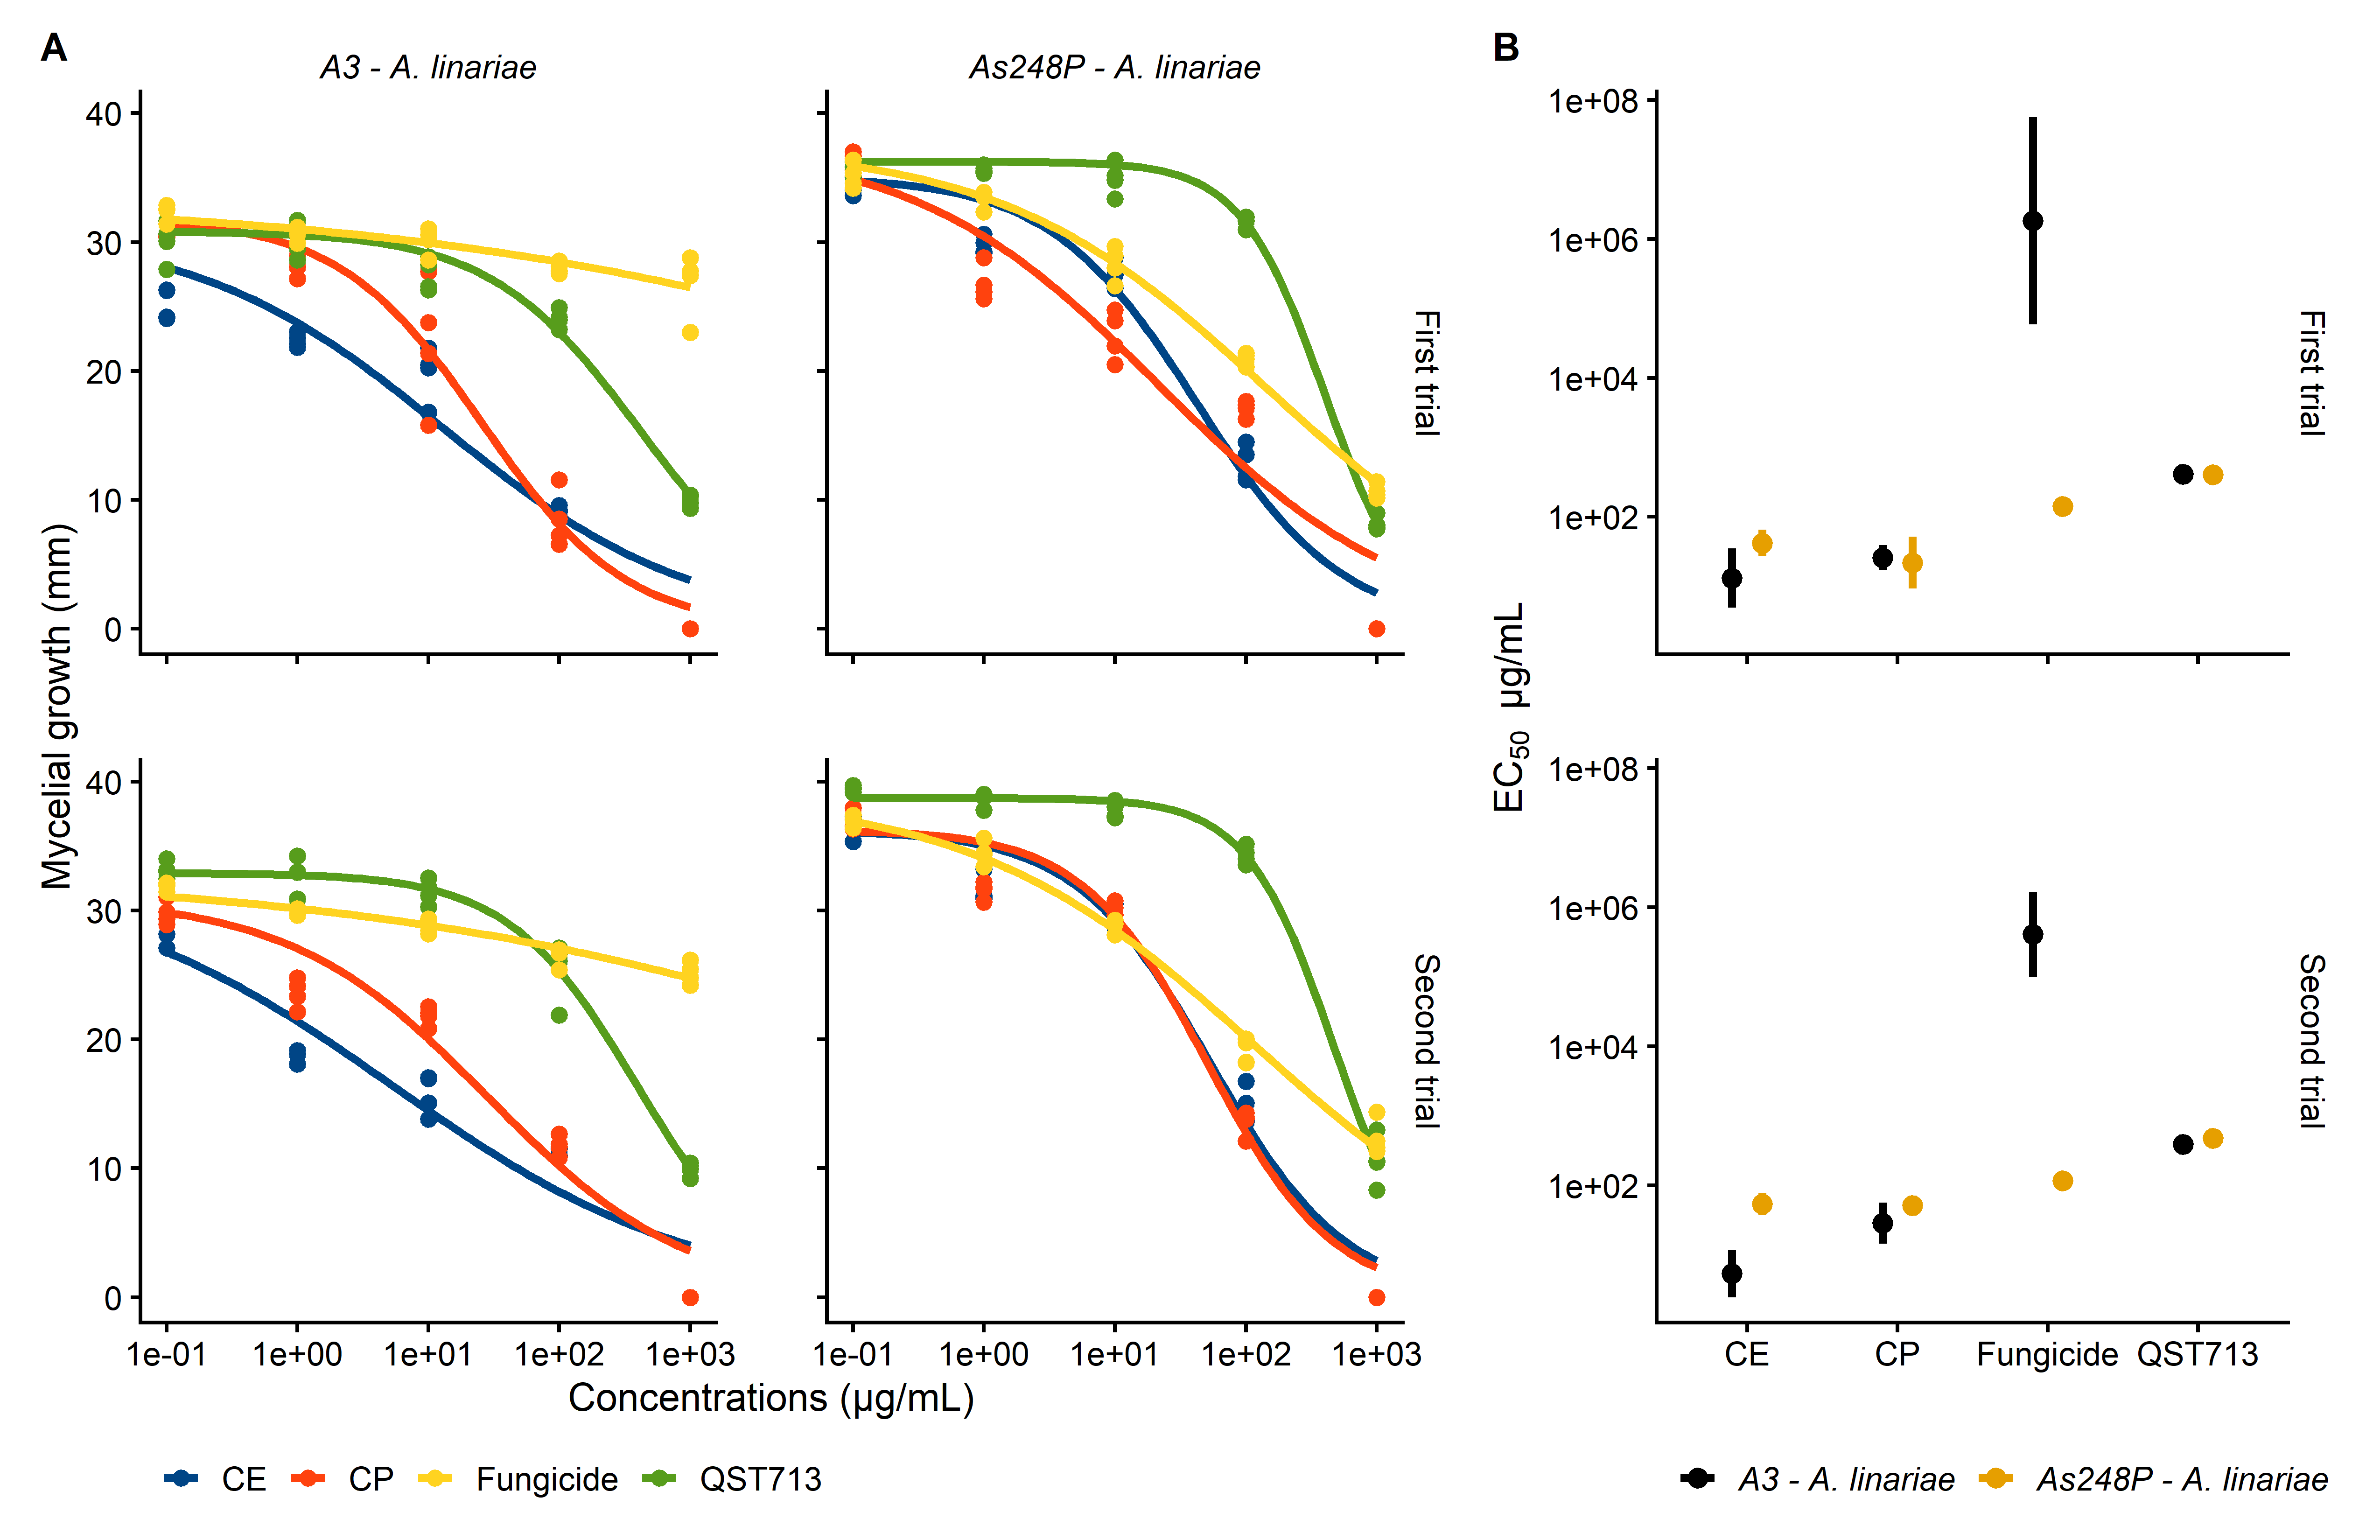 A
B
A3 - A. linariae
As248P - A. linariae
40
30
20
10
0
First trial
1e+08
1e+06
1e+04
1e+02
First trial
Mycelial growth (mm)
EC50 µg/mL
40
30
20
10
0
Second trial
1e+08
1e+06
1e+04
1e+02
Second trial
1e-01 1e+00 1e+01 1e+02 1e+03
1e-01 1e+00 1e+01 1e+02 1e+03
CE CP Fungicide QST713
Concentrations (µg/mL)
CE CP Fungicide QST713
A3 - A. linariae As248P - A. linariae